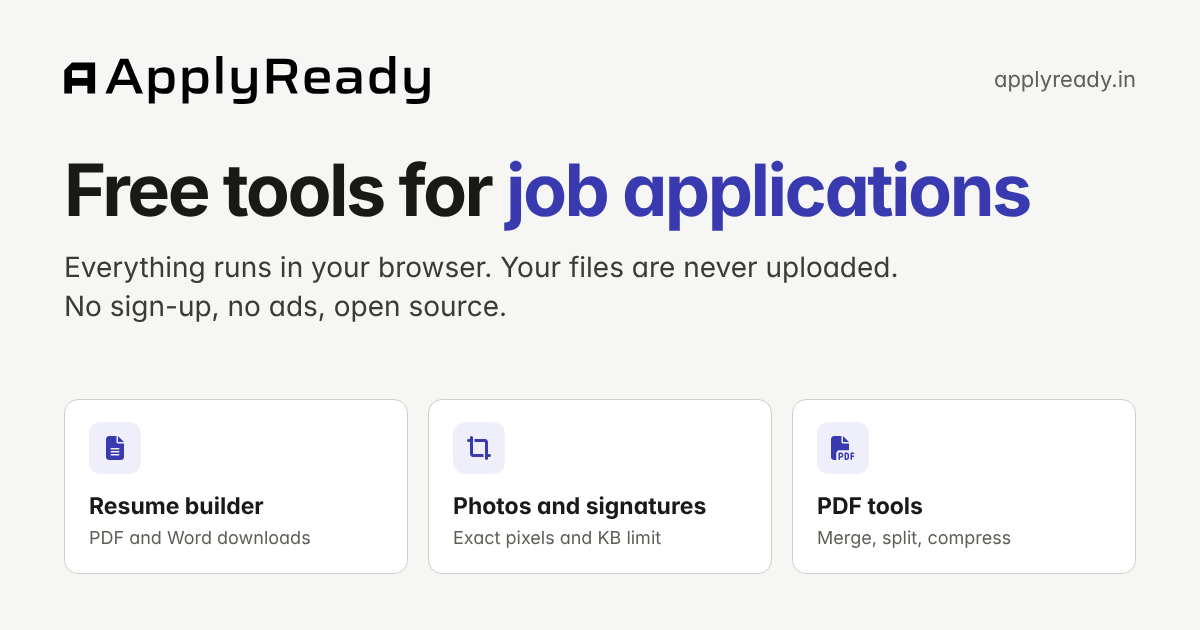 ApplyReady
applyready.in
Free tools for job applications
Everything runs in your browser. Your files are never uploaded.
No sign-up, no ads, open source.
Resume builder
PDF and Word downloads
Photos and signatures
Exact pixels and KB limit
PDF
PDF tools
Merge, split, compress